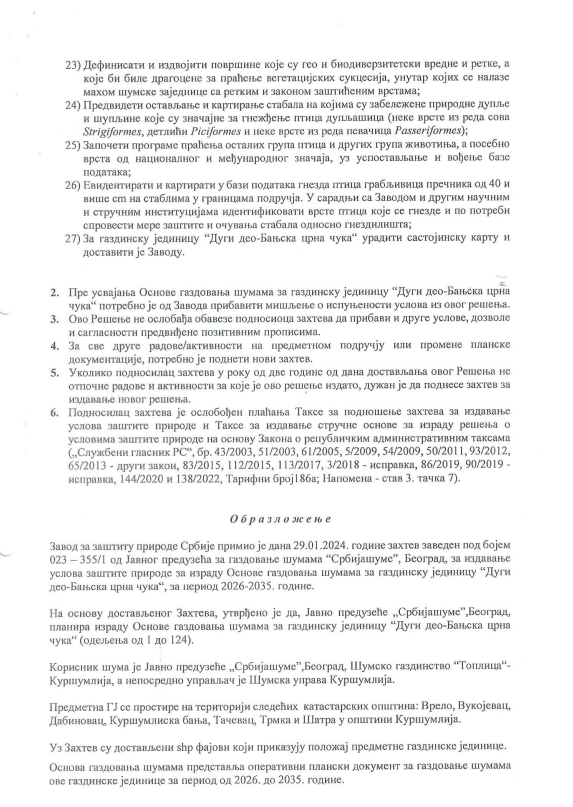 23) Дефинисати и издвојити површине које су гео и биодиверзитетски вредне и ретке, а
које би биле драгоцене за праћење вегетацијских сукцесија, унутар којих се налазе
махом шумске заједнице са ретким и законом заштићеним врстама;
24) Предвидети остављање и картирање стабала на којима су забележене природне дупље
и шупљине које су значајне за гнежђење птица дупљашица (неке врсте из реда сова
Strigiformes, детлићи Piciformes и неке врсте из реда певачица Passeriformes);
25) Започети програме праћења осталих група птица и других група животиња, а посебно
врста од националног и међународног значаја, уз успостављање и вођење базе
података;
26) Евидентирати и картирати у бази података гнезда птица грабљивица пречника од 40 и
више cm на стаблима у границама подручја. У сарадњи са Заводом и другим научним
и стручним институцијама идентификовати врсте птица које се гнезде и по потреби
спровести мере заштите и очувања стабала односно гнездилишта;
27) За газдинску јединицу “Дуги део-Бањска црна чука“ урадити састојинску карту и
доставити је Заводу.
2. Пре усвајања Основе газдовања шумама за газдинску јединицу “Дуги део-Бањска црна
чука“ потребно је од Завода прибавити мишљење о испуњености услова из овог решења.
3. Ово Решење не ослобађа обавезе подносиоца захтева да прибави и друге услове, дозволе
и сагласности предвиђене позитивним прописима.
4. За све друге радове/активности на предметном подручју или промене планске
документације, потребно је поднети нови захтев.
5. Уколико подносилац захтева у року од две године од дана достављања овог Решења не
отпочне радове и активности за које је ово решење издато, дужан је да поднесе захтев за
издавање новог решења.
6. Подносилац захтева је ослобођен плаћања Таксе за подношење захтева за издавање
услова заштите природе и Таксе за издавање стручне основе за израду решења о
условима заштите природе на основу Закона о републичким административним таксама
(„Службени гласник РС“, бр. 43/2003, 51/2003, 61/2005, 5/2009, 54/2009, 50/2011, 93/2012,
65/2013 - други закон, 83/2015, 112/2015, 113/2017, 3/2018 - исправка, 86/2019, 90/2019 -
исправка, 144/2020 и 138/2022, Тарифни број186а; Напомена - став 3. тачка 7).
О б р а з л о ж е њ е
Завод за заштиту природе Србије примио је дана 29.01.2024. године захтев заведен под бојем
023 – 355/1 од Јавног предузећа за газдовање шумама “Србијашуме”, Београд, за издавање
услова заштите природе за израду Основе газдовања шумама за газдинску јединицу “Дуги
део-Бањска црна чука“, за период 2026-2035. године.
На основу достављеног Захтева, утврђено је да, Јавно предузеће „Србијашуме”,Београд,
планира израду Основе газдовања шумама за газдинску јединицу “Дуги део-Бањска црна
чука“ (одељења од 1 до 124).
Корисник шума је Јавно предузеће „Србијашуме”,Београд, Шумско газдинство “Топлица“-
Куршумлија, а непосредно управљач је Шумска управа Куршумлија.
Предметна ГЈ се простире на територији следећих катастарских општина: Врело, Вукојевац,
Дабиновац, Куршумлиска бања, Тачевац, Трмка и Шатра у општини Куршумлија.
Уз Захтев су достављени shp фајови који приказују положај предметне газдинске јединице.
Основа газдовања шумама представља оперативни плански документ за газдовање шумама
ове газдинске јединице за период од 2026. до 2035. године.